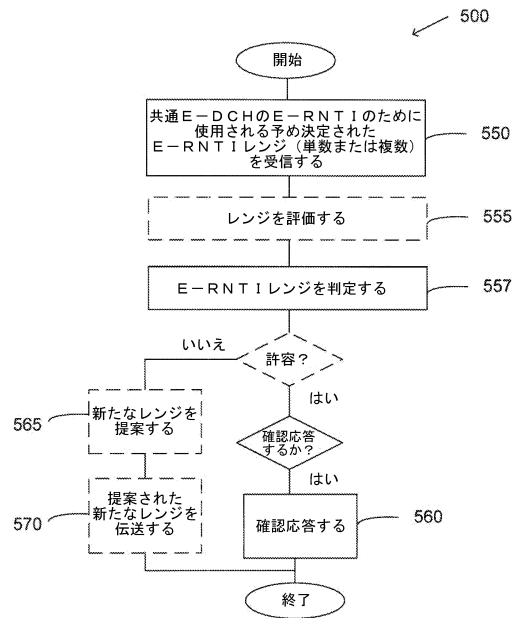 500
開始
共通E－DCHのE－RNTIのために
使用される予め決定された
E－RNTIレンジ（単数または複数）
を受信する
550
レンジを評価する
555
E－RNTIレンジを判定する
557
いいえ
許容？
はい
565
新たなレンジを
提案する
確認応答
するか？
はい
570
提案された
新たなレンジを
伝送する
確認応答する
560
終了